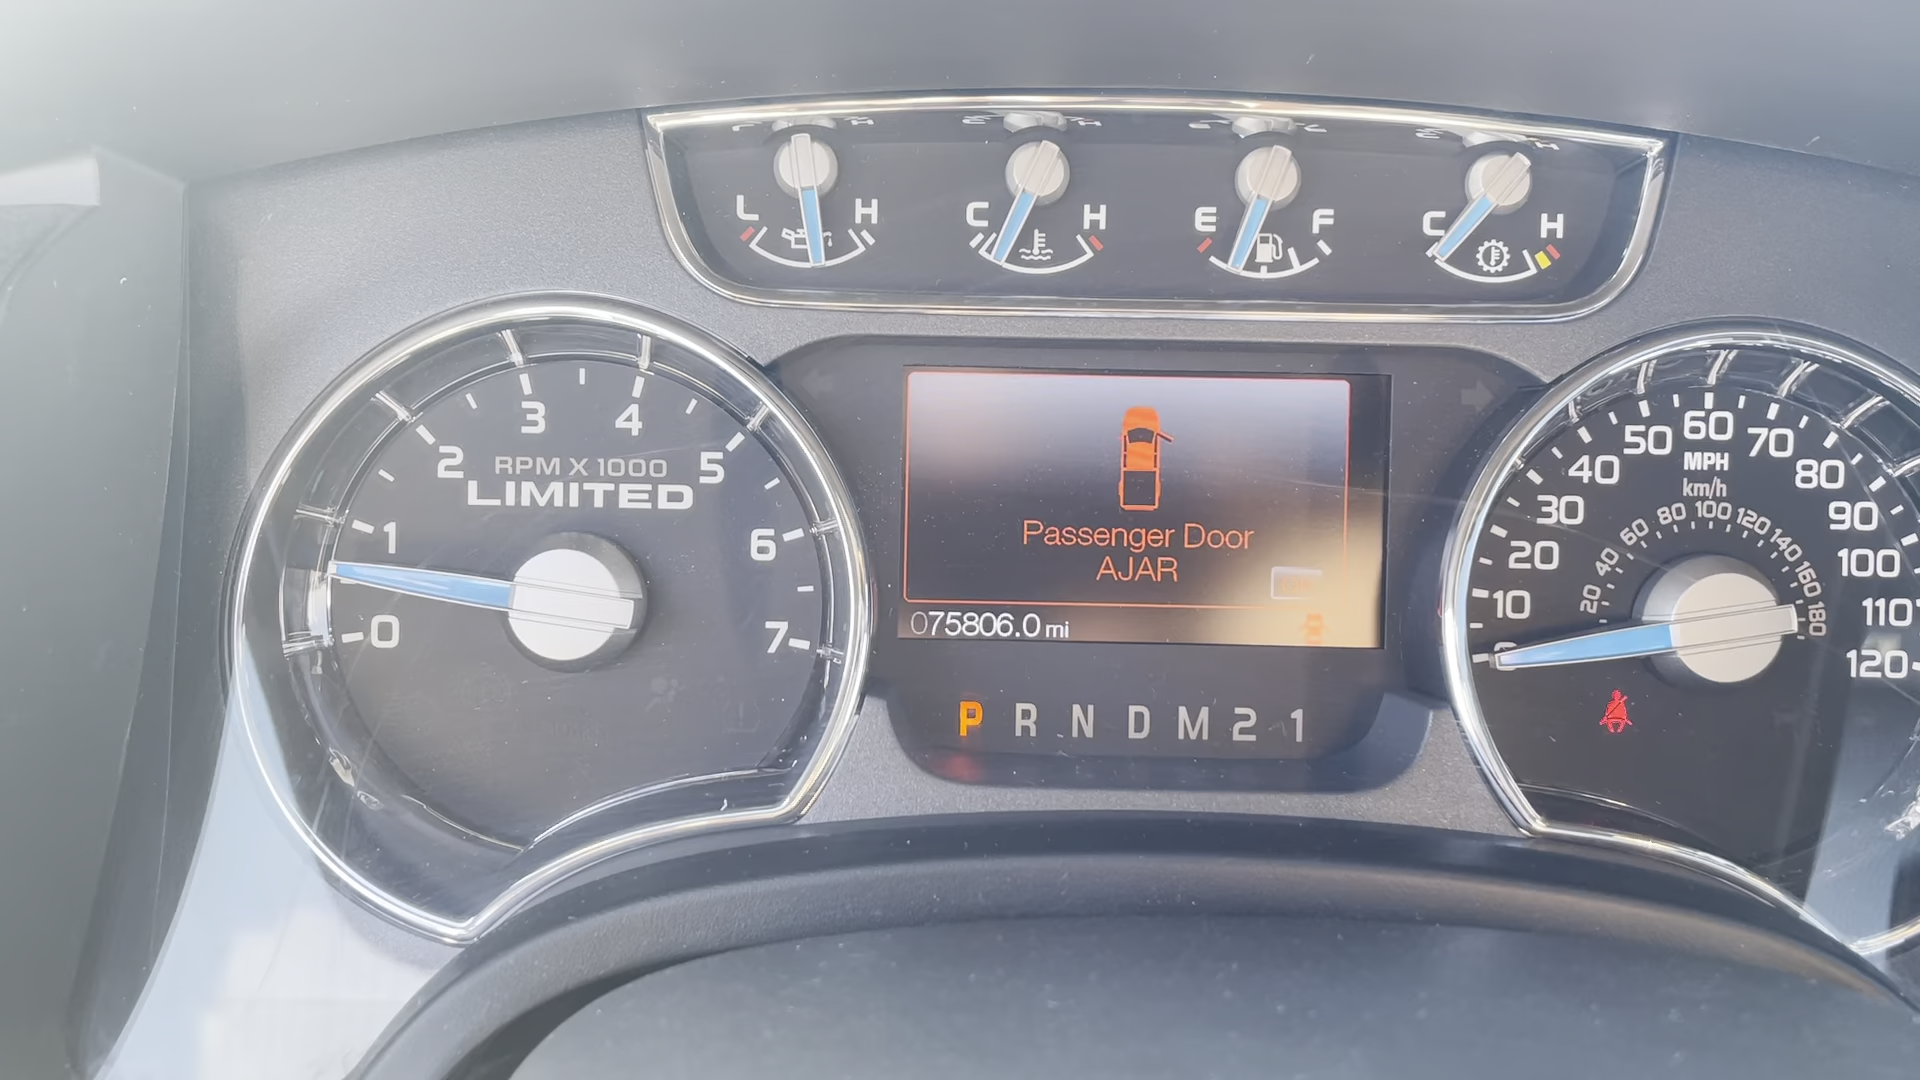 L H
C H
E F
C H
0 1 2 3 4 5 6 7
RPM X 1000
LIMITED
Passenger Door
AJAR
075806.0 mi
P R N D M 2 1
0 10 20 30 40 50 60 70 80 90 100 110 120
MPH
km/h
20 40 60 80 100 120 140 160 180